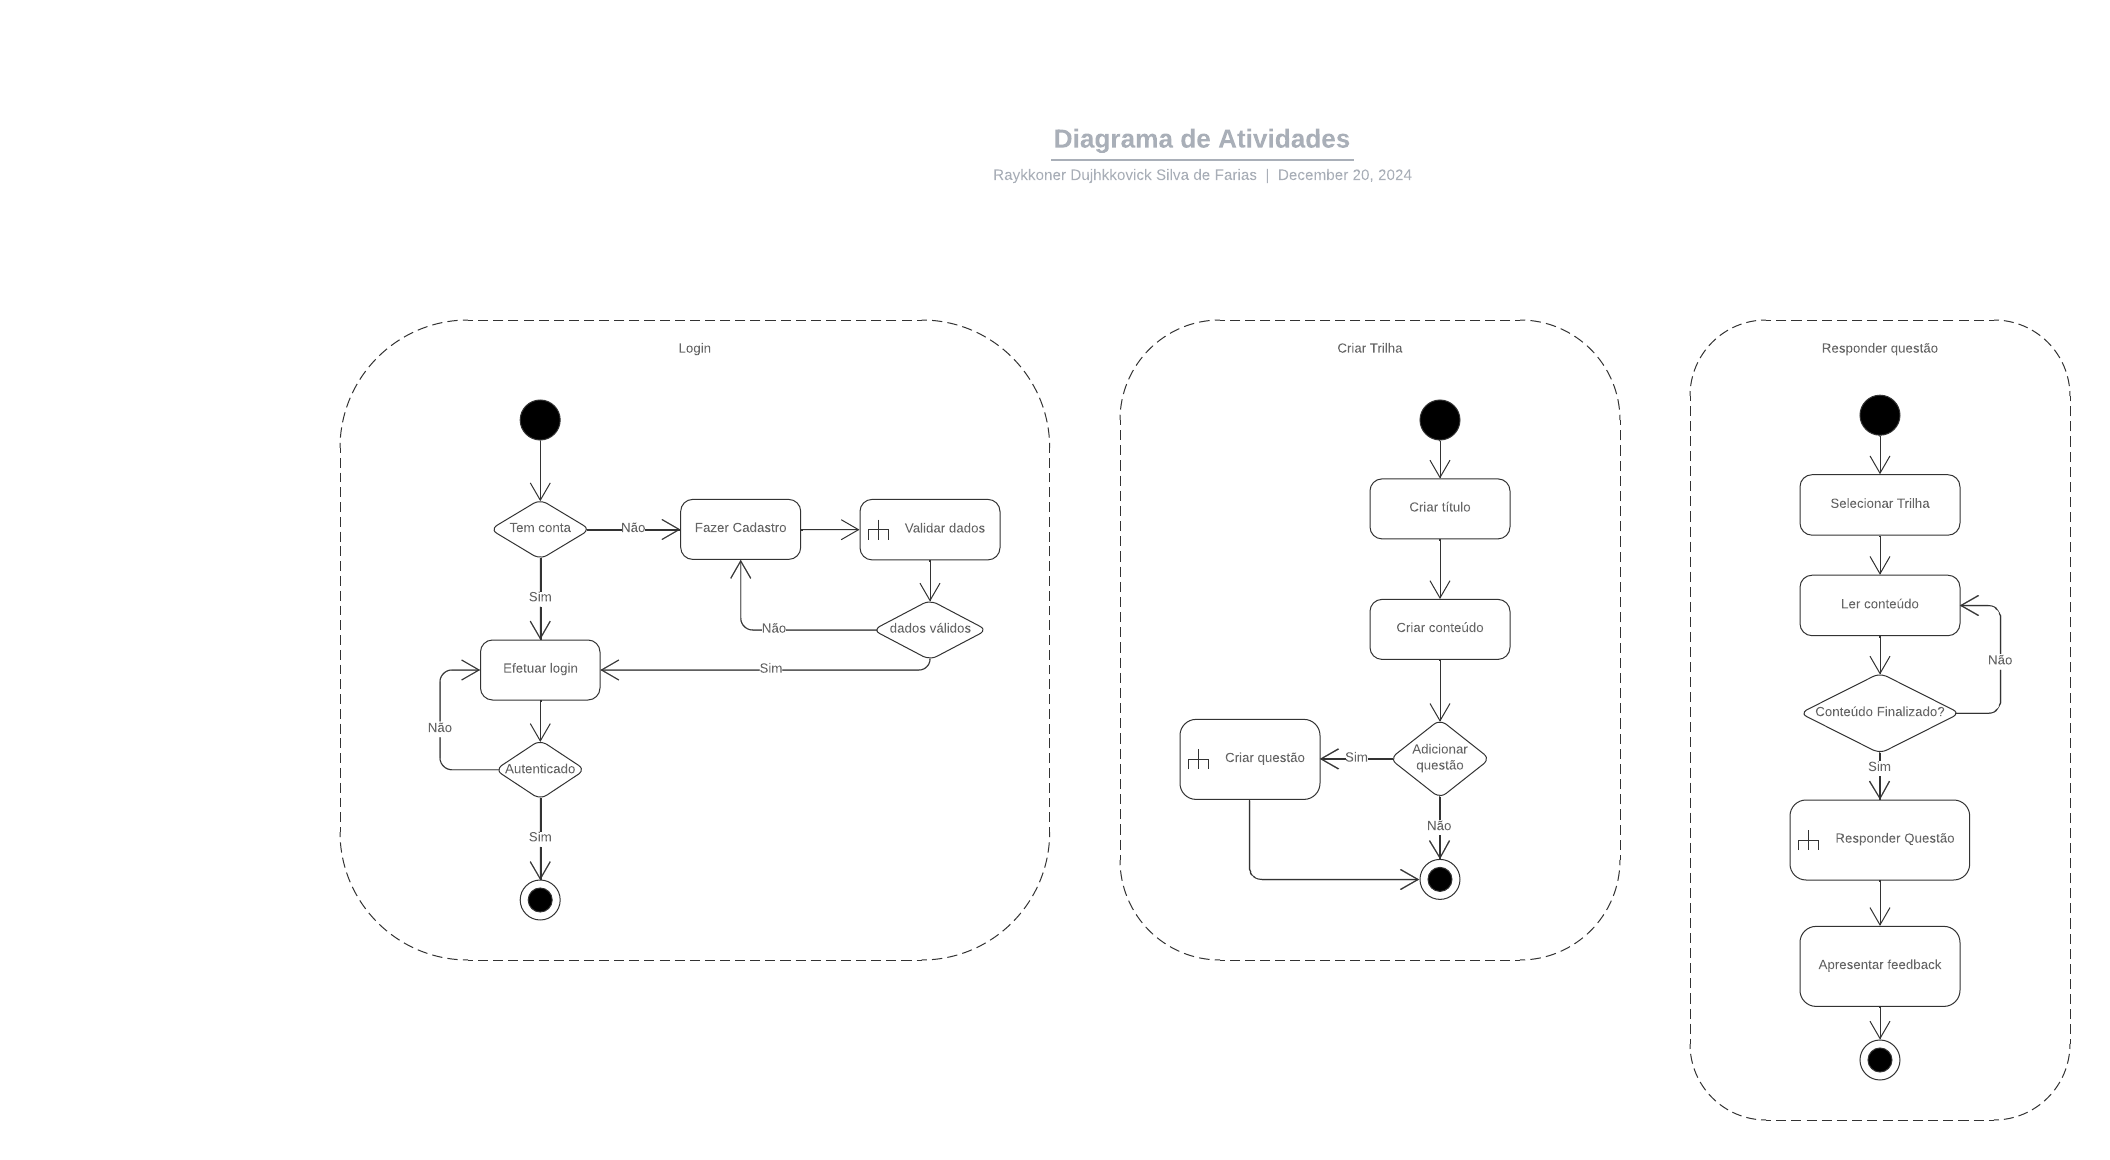 Diagrama de Atividades
Raykkoner Dujhkkovick Silva de Farias | December 20, 2024
Login
Tem conta
Não
Fazer Cadastro
Validar dados
Sim
Não
dados válidos
Efetuar login
Sim
Não
Autenticado
Sim
Criar Trilha
Criar título
Criar conteúdo
Criar questão
Sim
Adicionar
questão
Não
Responder questão
Selecionar Trilha
Ler conteúdo
Não
Conteúdo Finalizado?
Sim
Responder Questão
Apresentar feedback